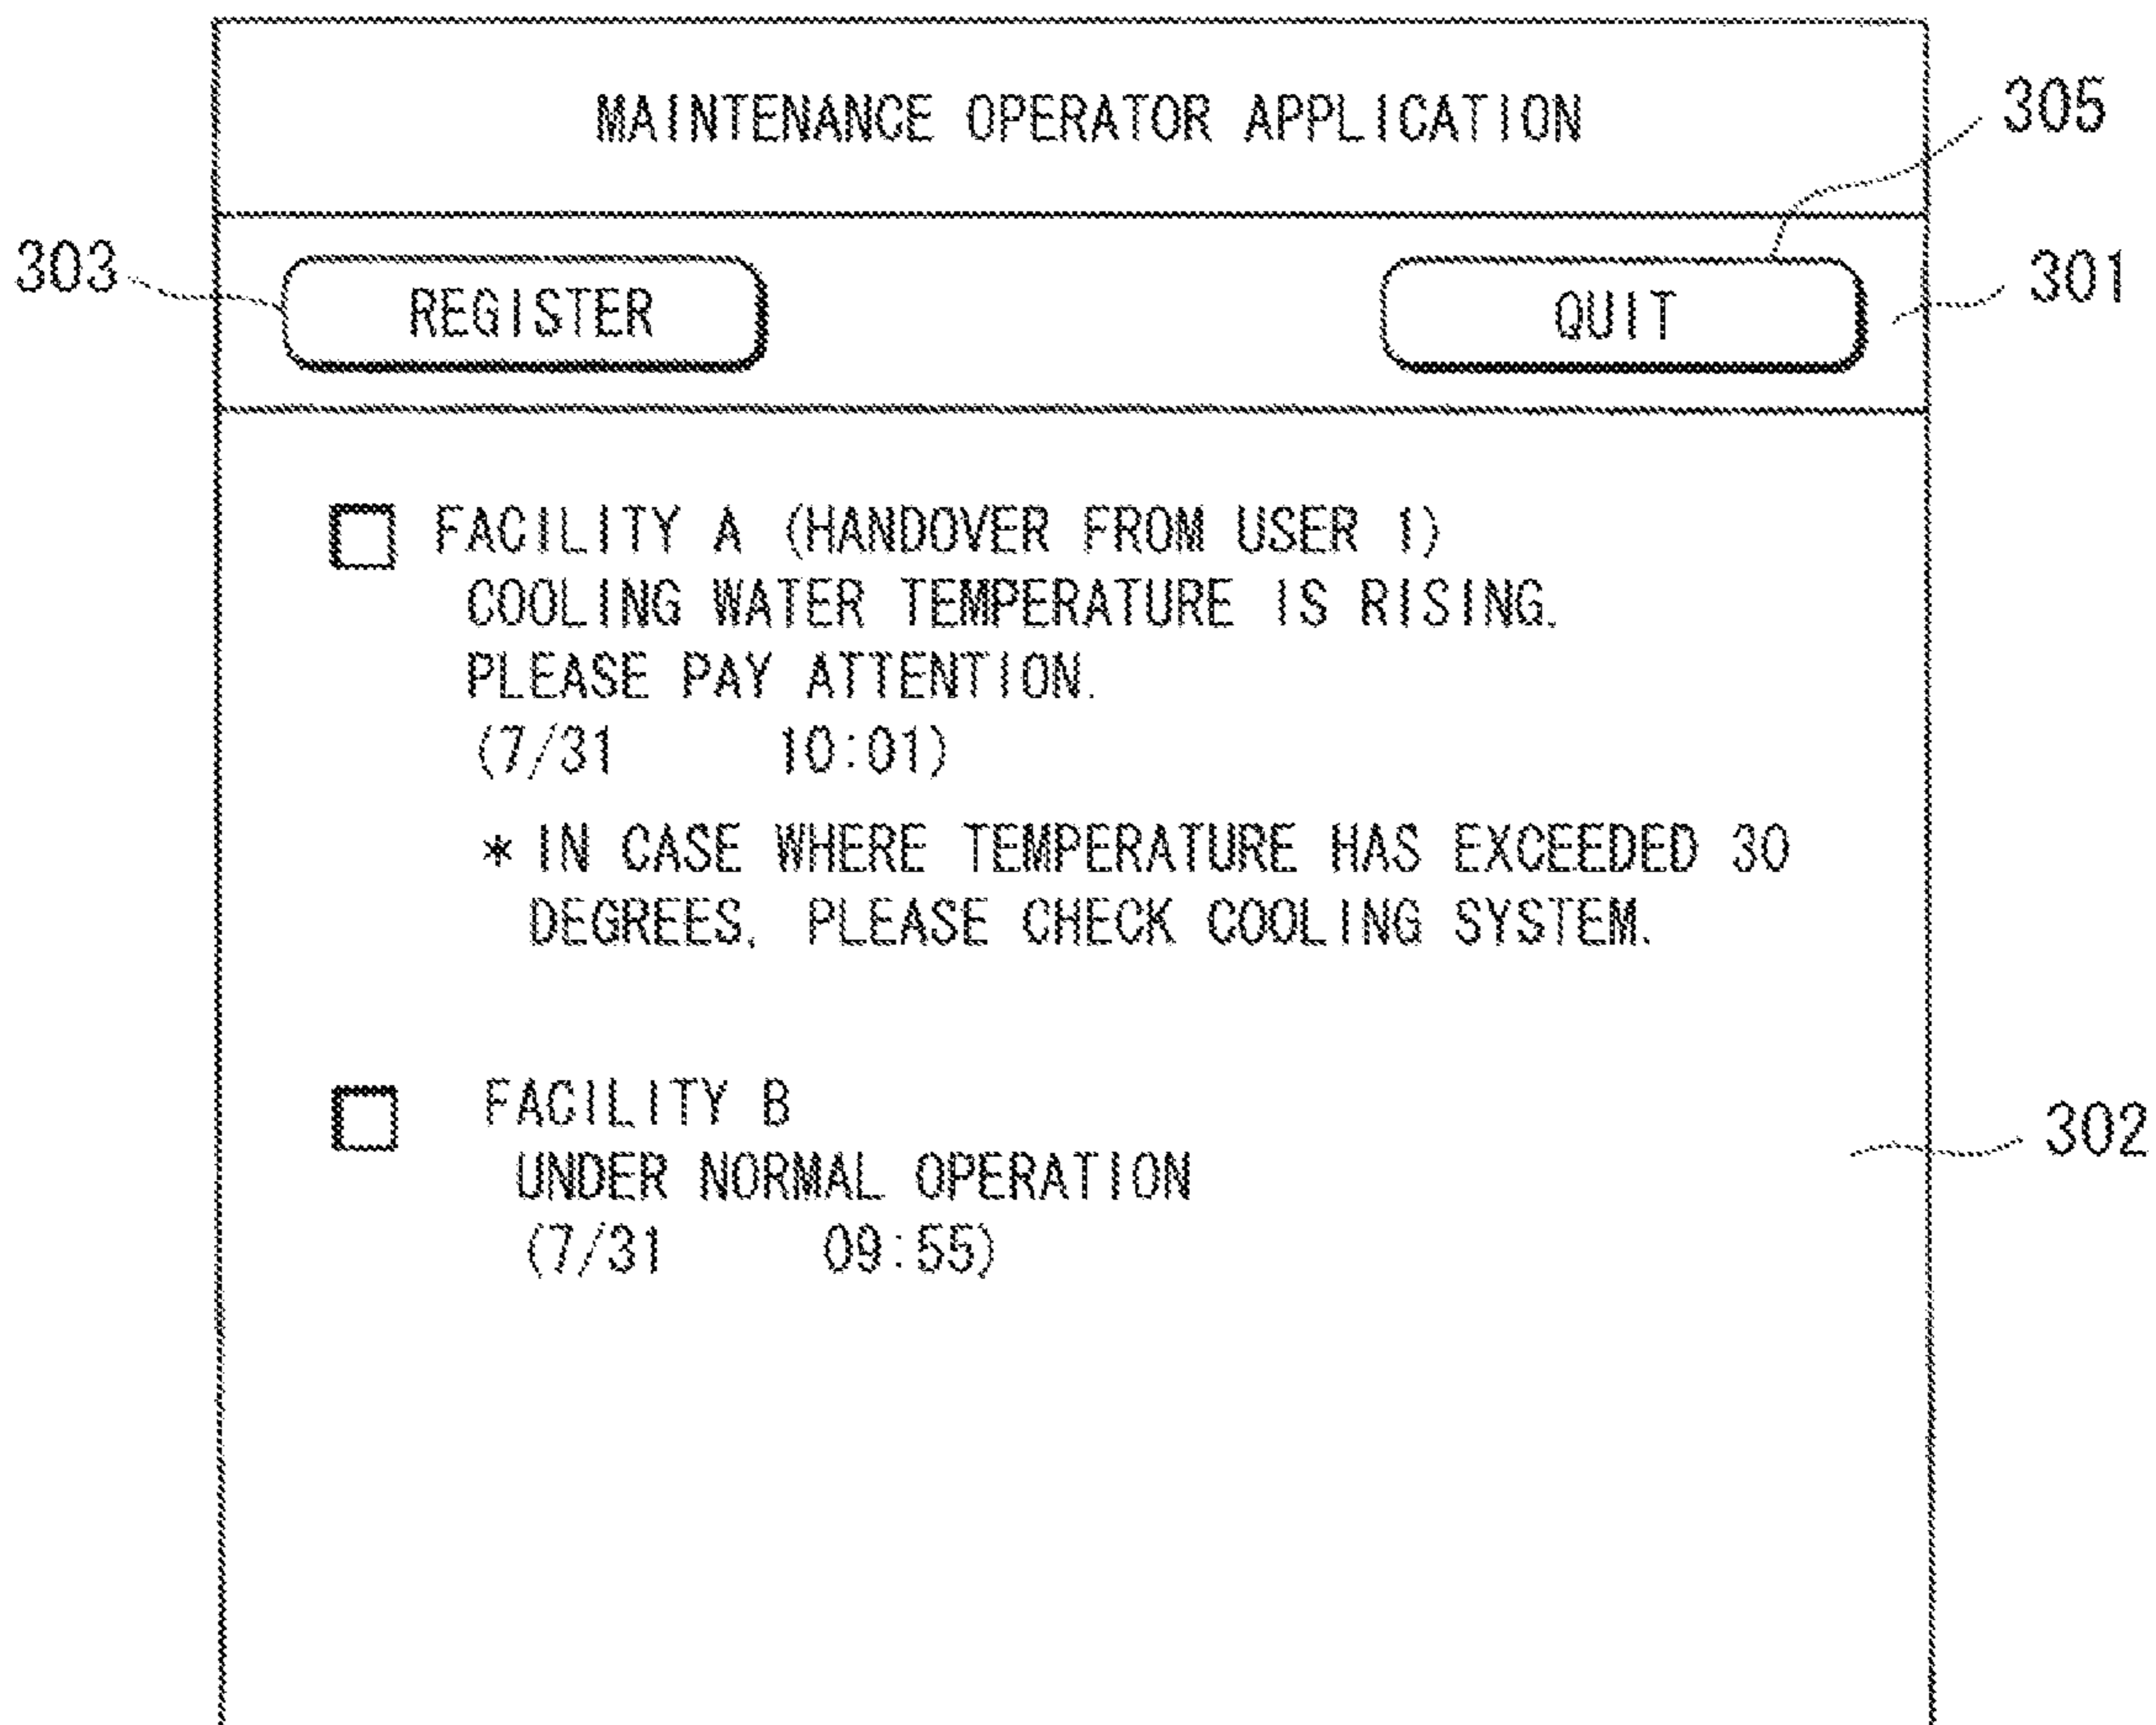 MAINTENANCE OPERATOR APPLICATION
305
303
REGISTER
QUIT
301
FACILITY A (HANDOVER FROM USER 1)
COOLING WATER TEMPERATURE IS RISING.
PLEASE PAY ATTENTION.
(7/31 10:01)
* IN CASE WHERE TEMPERATURE HAS EXCEEDED 30
DEGREES, PLEASE CHECK COOLING SYSTEM.
FACILITY B
302
UNDER NORMAL OPERATION
(7/31 09:55)